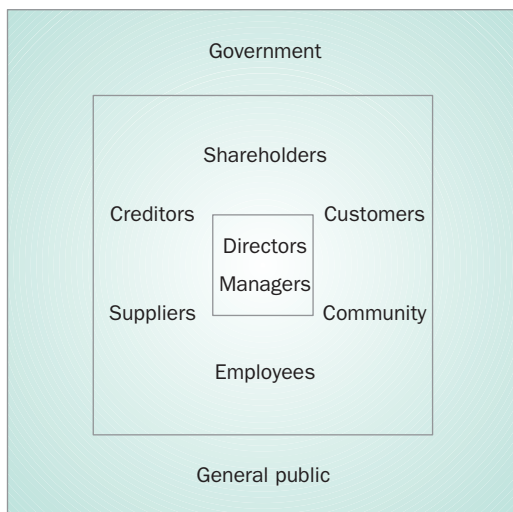 Government
Shareholders
Creditors
Customers
Directors
Managers
Suppliers
Community
Employees
General public